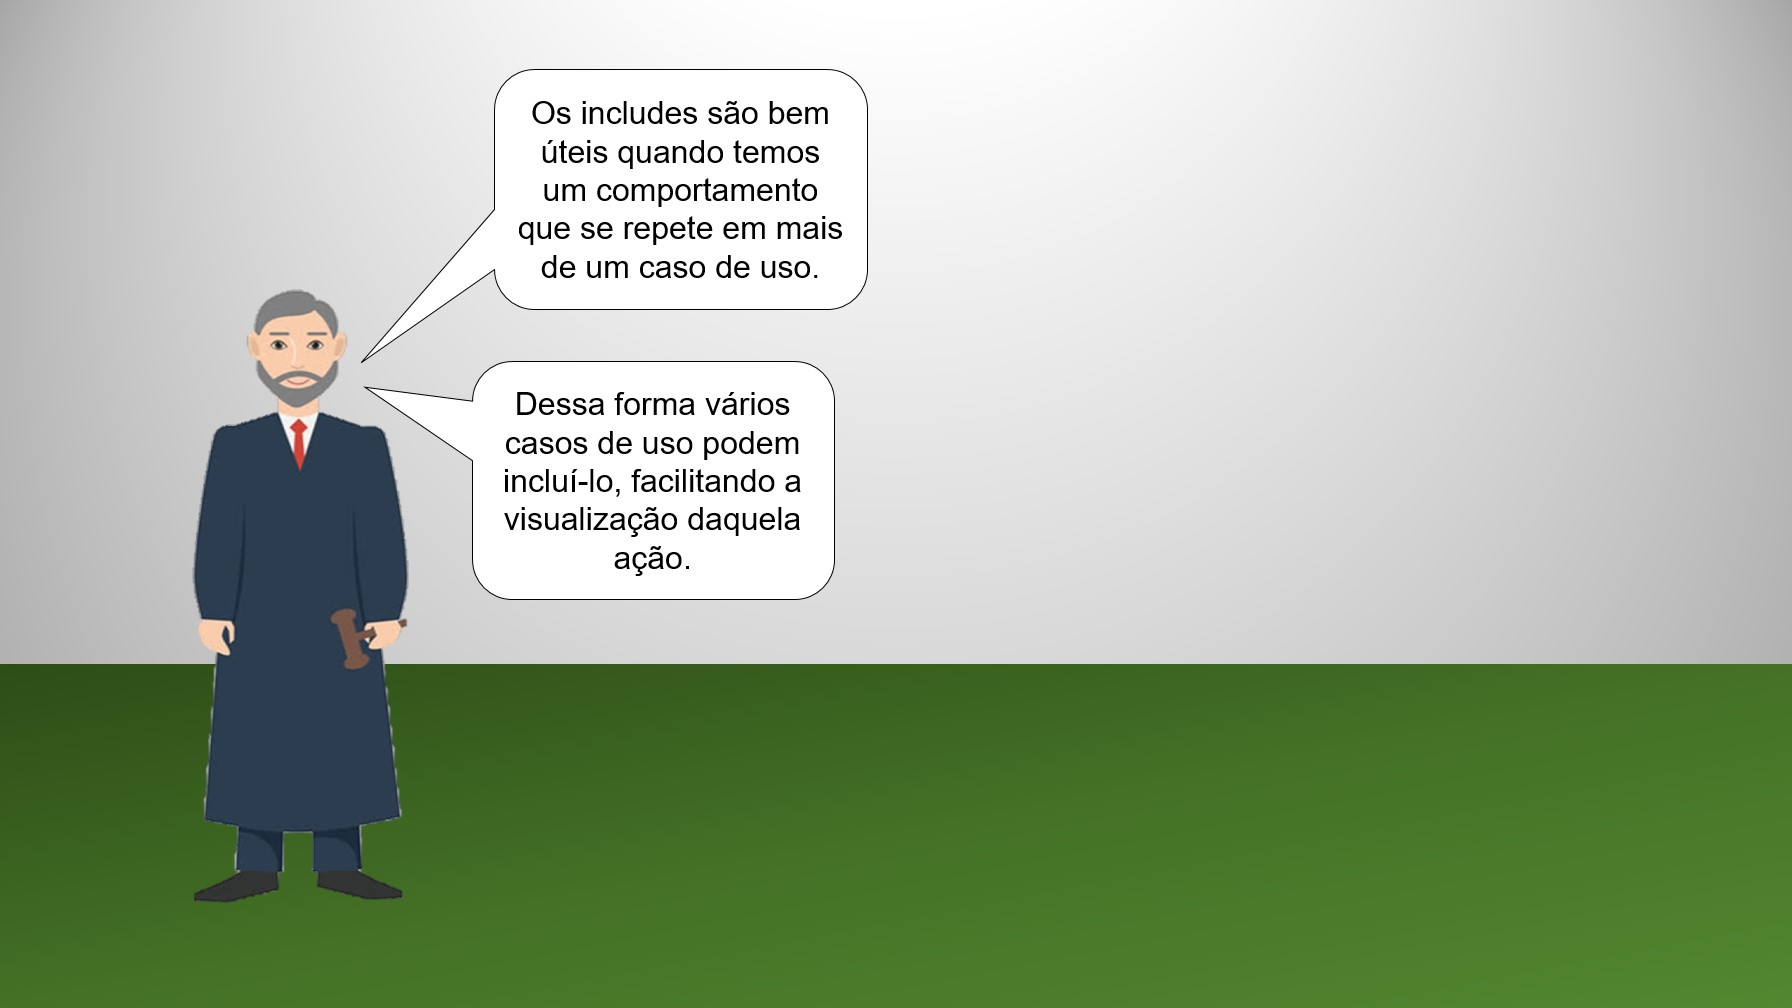 Os includes são bem
úteis quando temos
um comportamento
que se repete em mais
de um caso de uso.
Dessa forma vários
casos de uso podem
incluí-lo, facilitando a
visualização daquela
ação.